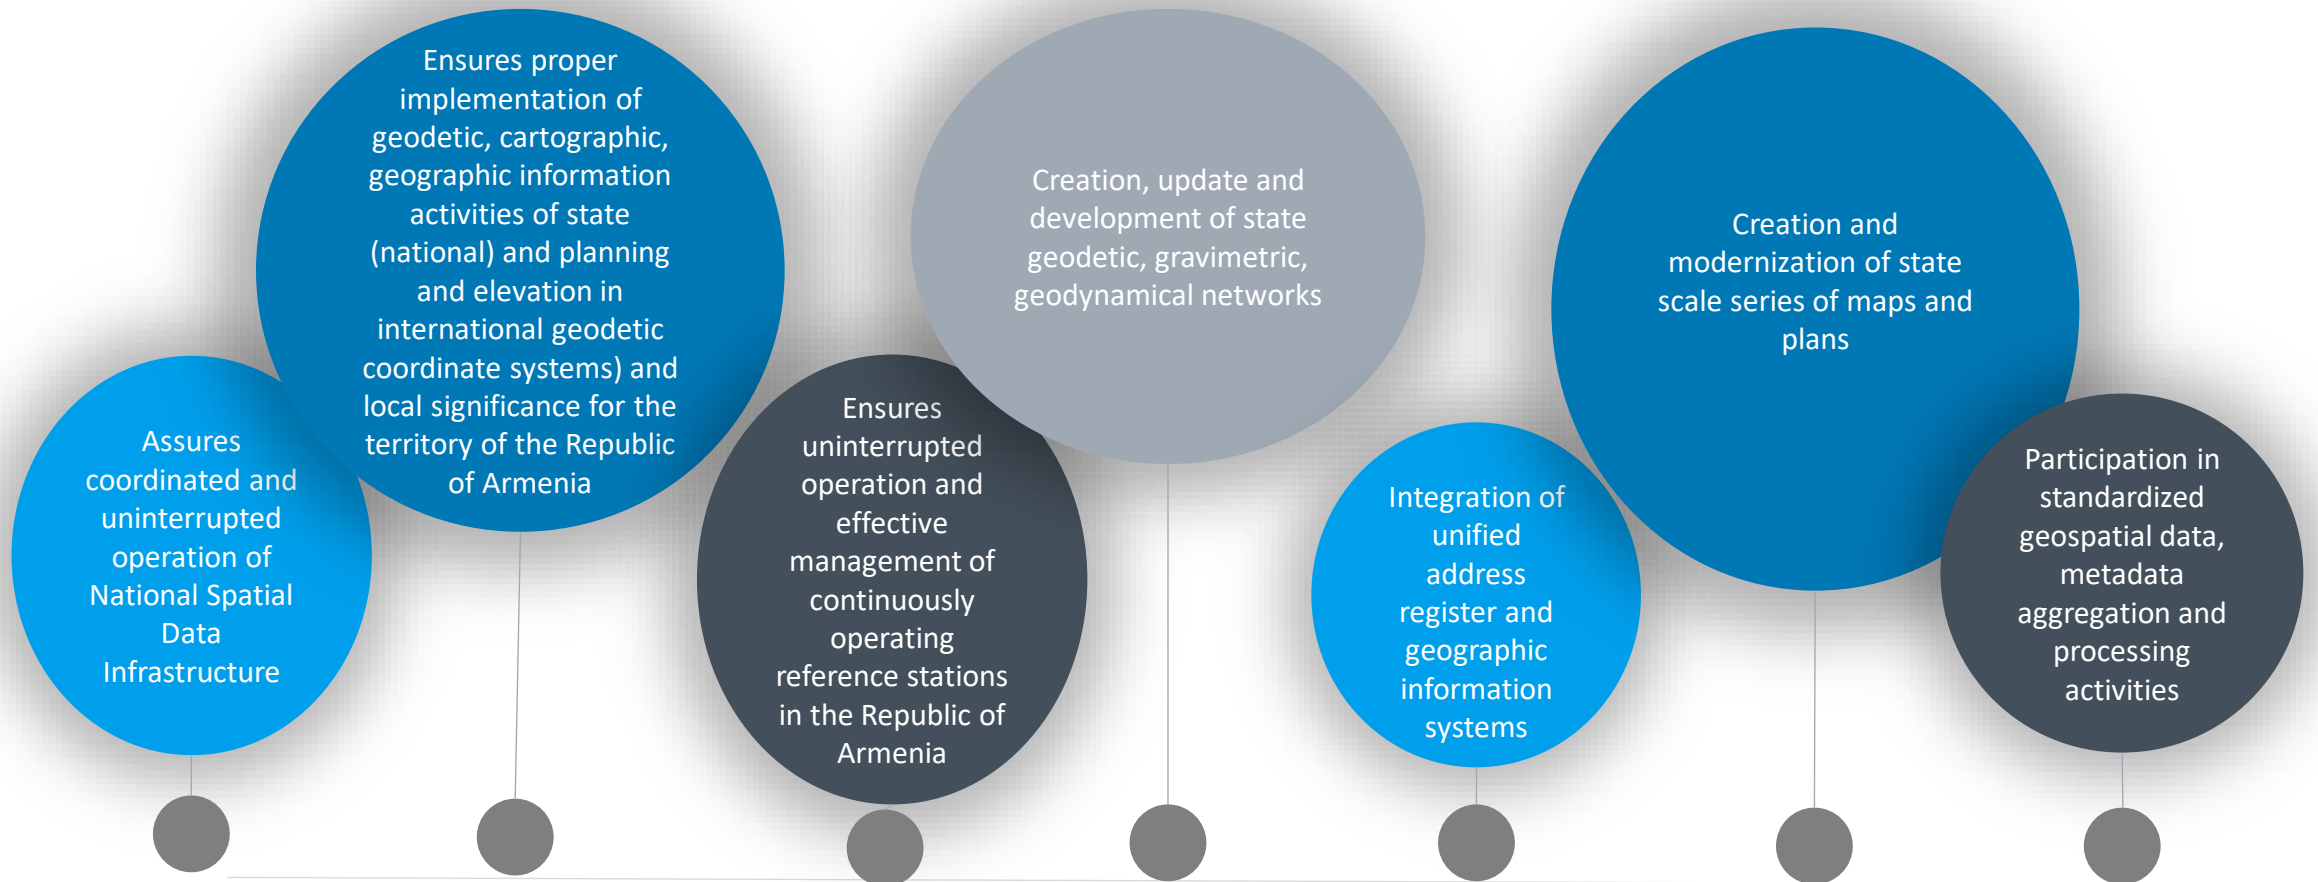 Assures
coordinated and
uninterrupted
operation of
National Spatial
Data
Infrastructure
Ensures proper
implementation of
geodetic, cartographic,
geographic information
activities of state
(national) and planning
and elevation in
international geodetic
coordinate systems) and
local significance for the
territory of the Republic
of Armenia
Ensures
uninterrupted
operation and
effective
management of
continuously
operating
reference stations
in the Republic of
Armenia
Creation, update and
development of state
geodetic, gravimetric,
geodynamical networks
Integration of
unified
address
register and
geographic
information
systems
Creation and
modernization of state
scale series of maps and
plans
Participation in
standardized
geospatial data,
metadada
aggregation and
processing
activities